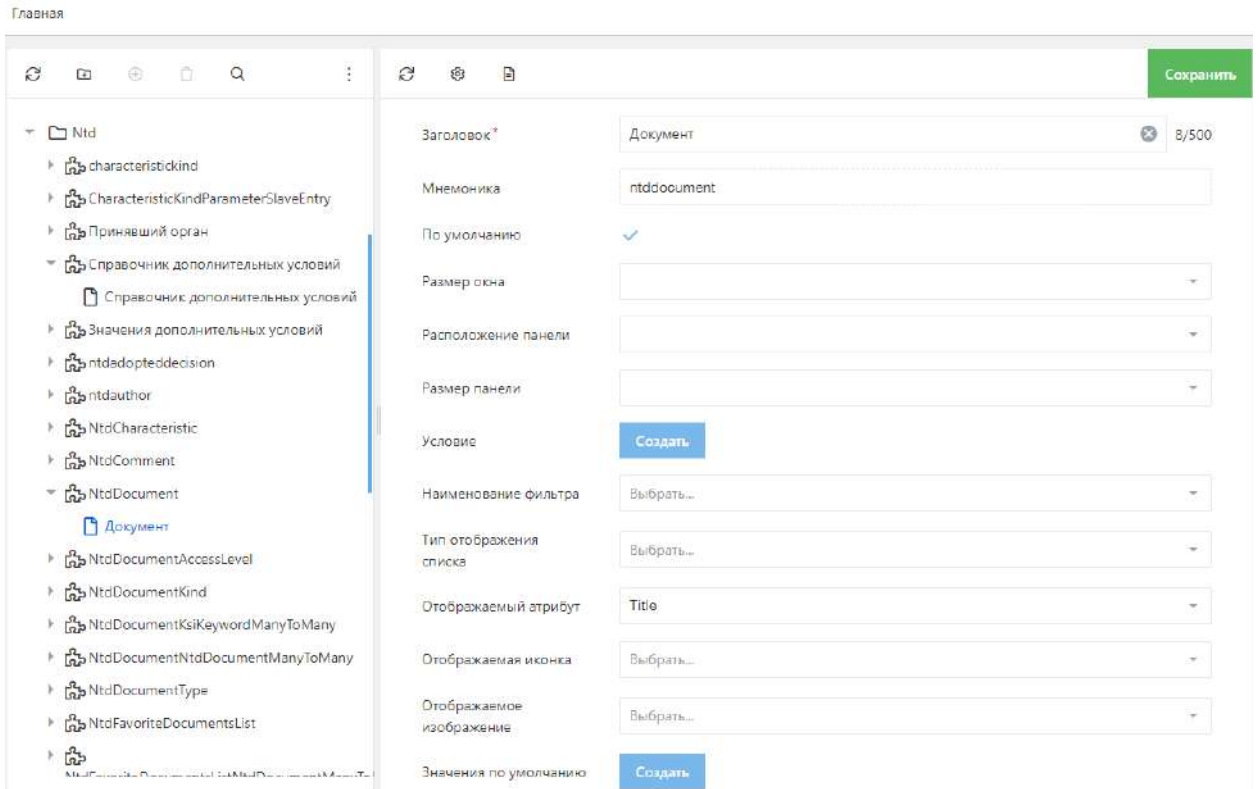 Главная
Сохранить
Ntd
characteristickind
CharacteristicKindParameterSlaveEntry
Принявший орган
Справочник дополнительных условий
Справочник дополнительных условий
Значения дополнительных условий
ntdadopteddecision
ntdauthor
NtdCharacteristic
NtdComment
NtdDocument
Документ
NtdDocumentAccessLevel
NtdDocumentKind
NtdDocumentKsiKeywordManyToMany
NtdDocumentNtdDocumentManyToMany
NtdDocumentType
NtdFavoriteDocumentsList
Заголовок*
Документ
8/500
Мнемоника
ntddocument
По умолчанию
Размер окна
Расположение панели
Размер панели
Условие
Создать
Наименование фильтра
Выбрать...
Тип отображения
списка
Выбрать...
Отображаемый атрибут
Title
Отображаемая иконка
Выбрать...
Отображаемое
изображение
Выбрать...
Значения по умолчанию
Создать